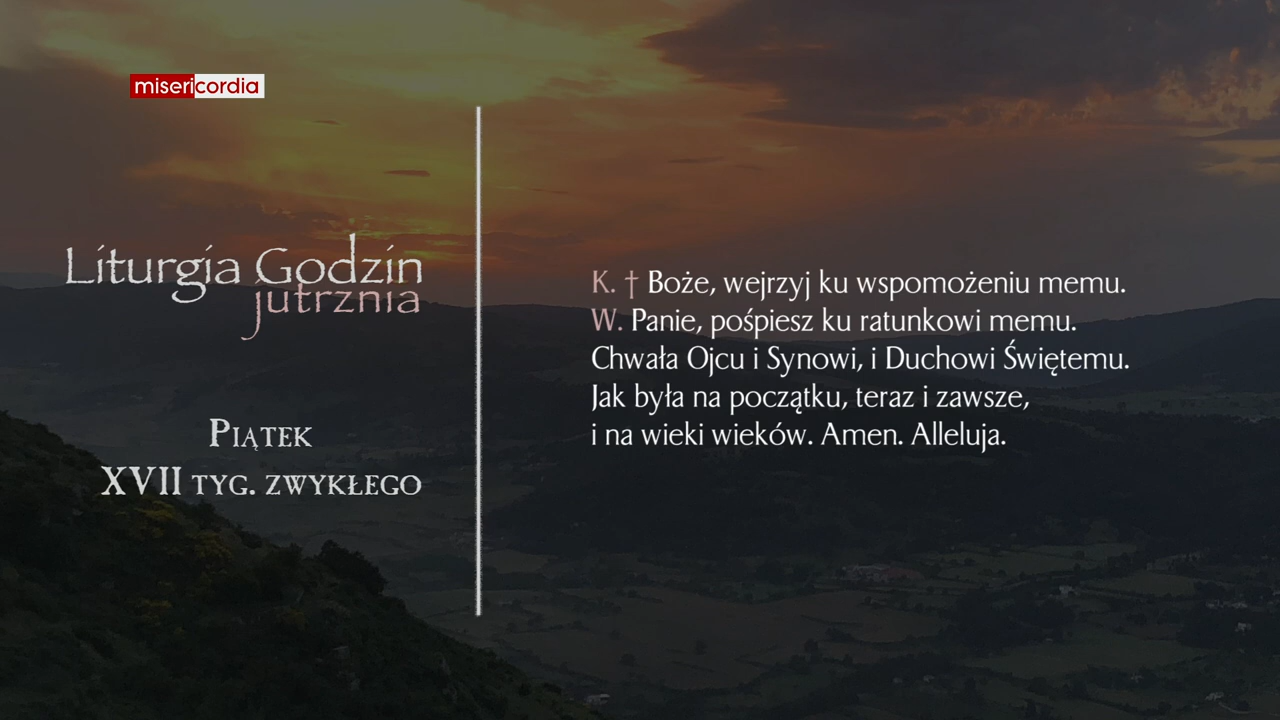 misericordia
Liturgia Godzin
jutrznia
Piątek
XVII tyg. zwykłego
K. † Boże, wejrzyj ku wspomożeniu memu.
W. Panie, pośpiesz ku ratunkowi memu.
Chwała Ojcu i Synowi, i Duchowi Świętemu.
Jak była na początku, teraz i zawsze,
i na wieki wieków. Amen. Alleluja.